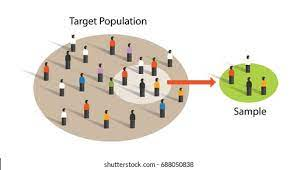 Target Population
Sample
shutterstock.com · 688050838